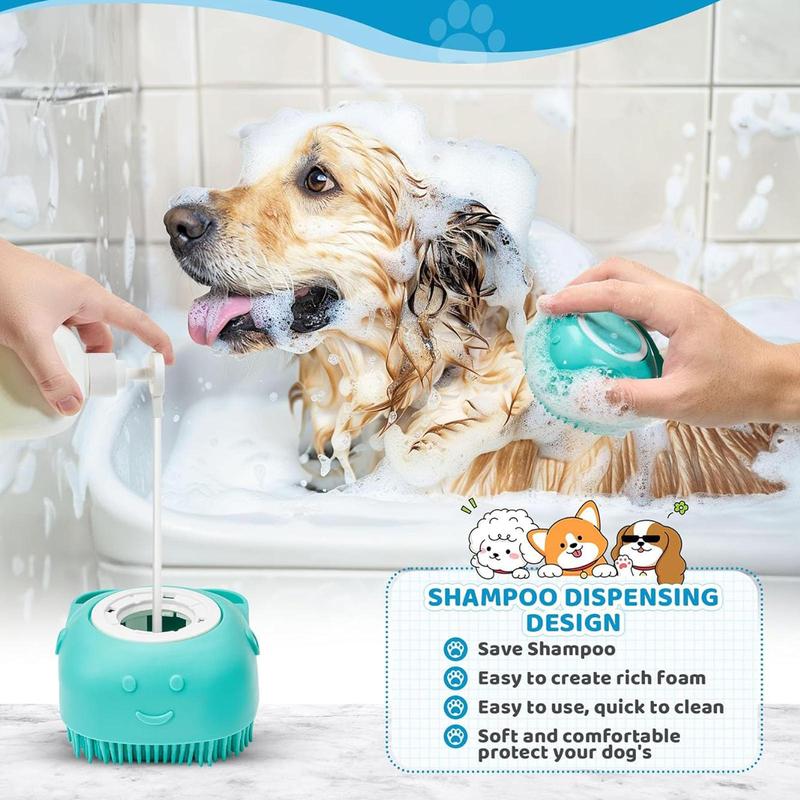 SHAMPOO DISPENSING
DESIGN
Save Shampoo
Easy to create rich foam
Easy to use, quick to clean
Soft and comfortable
protect your dog's